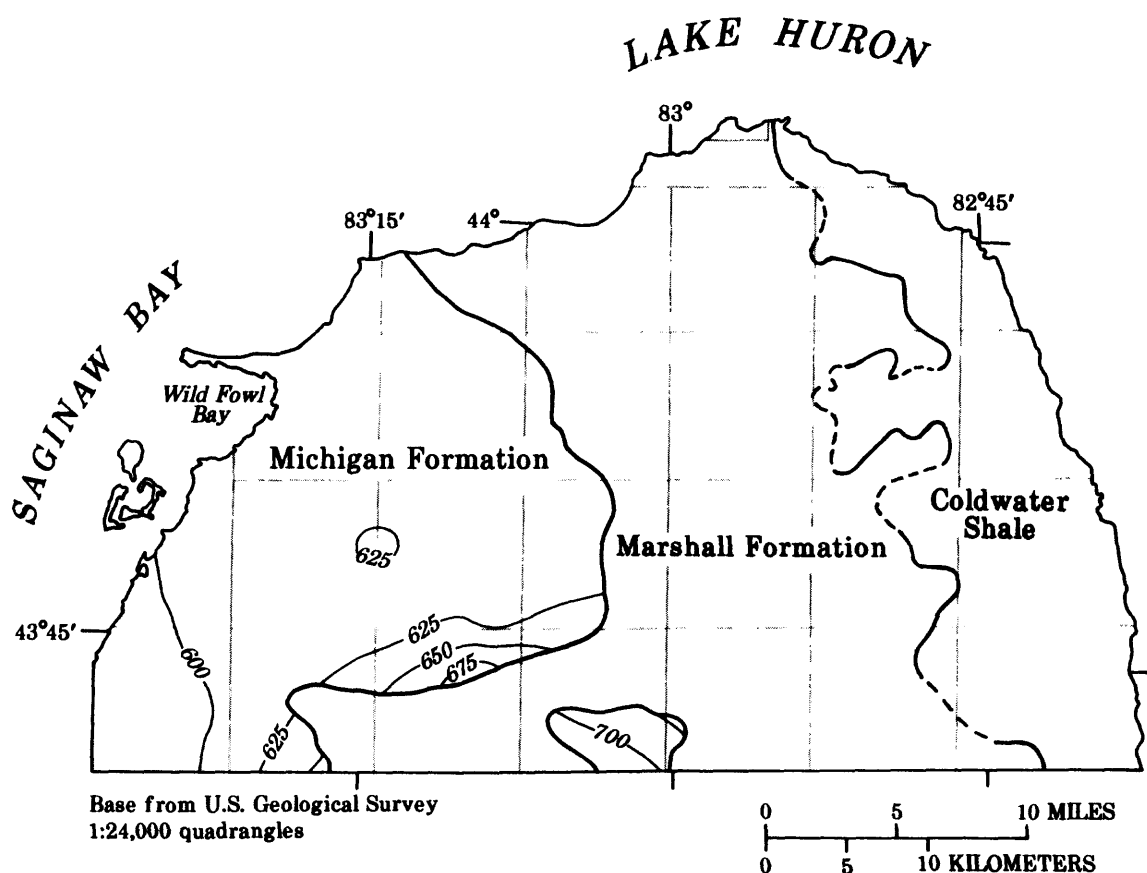 LAKE HURON
83°
82°45'
83°15'
44°
SAGINAW BAY
Wild Fowl
Bay
Michigan Formation
Coldwater
Shale
Marshall Formation
625
43°45'
625
600
650
675
625
700
Base from U.S. Geological Survey
1:24,000 quadrangles
0 5 10 MILES
0 5 10 KILOMETERS